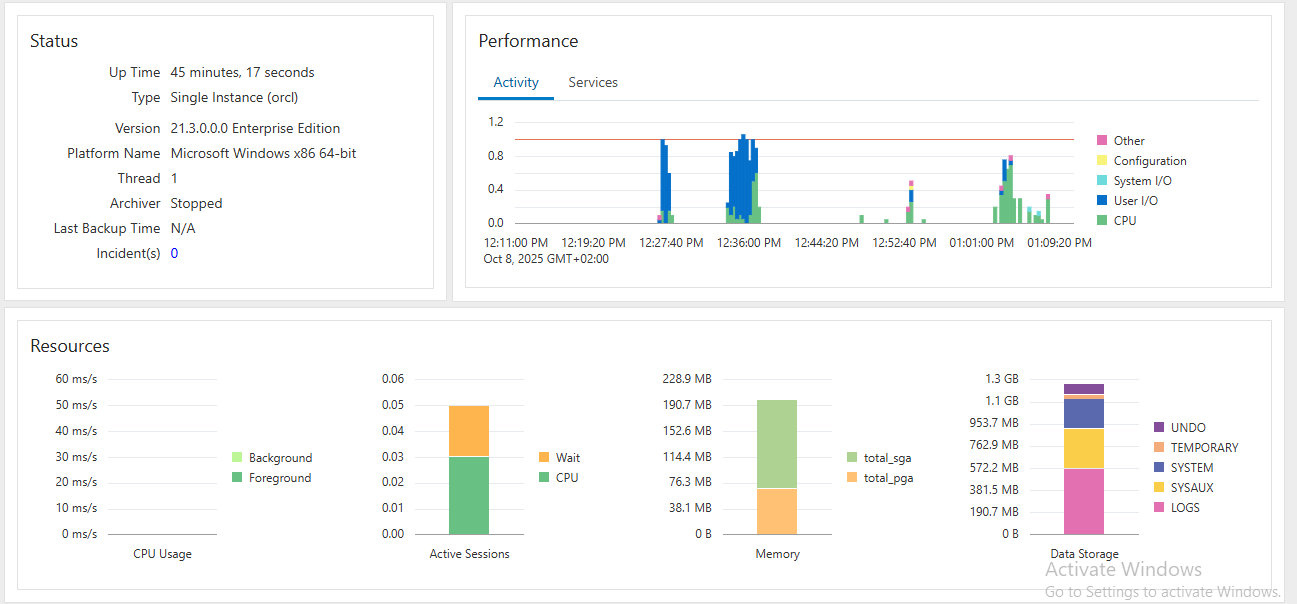 Status
Up Time 45 minutes, 17 seconds
Type Single Instance (orcl)
Version 21.3.0.0.0 Enterprise Edition
Platform Name Microsoft Windows x86 64-bit
Thread 1
Archiver Stopped
Last Backup Time N/A
Incident(s) 0
Performance
Activity Services
1.2
0.8
0.4
0.0
12:11:00 PM 12:19:20 PM 12:27:40 PM 12:36:00 PM 12:44:20 PM 12:52:40 PM 01:01:00 PM 01:09:20 PM
Oct 8, 2025 GMT+02:00
Other
Configuration
System I/O
User I/O
CPU
Resources
60 ms/s
50 ms/s
40 ms/s
30 ms/s
20 ms/s
10 ms/s
0 ms/s
CPU Usage
Background
Foreground
0.06
0.05
0.04
0.03
0.02
0.01
0.00
Active Sessions
Wait
CPU
228.9 MB
190.7 MB
152.6 MB
114.4 MB
76.3 MB
38.1 MB
0 B
Memory
total_sga
total_pga
1.3 GB
1.1 GB
953.7 MB
762.9 MB
572.2 MB
381.5 MB
190.7 MB
0 B
Data Storage
UNDO
TEMPORARY
SYSTEM
SYSAUX
LOGS
Activate Windows
Go to Settings to activate Windows.